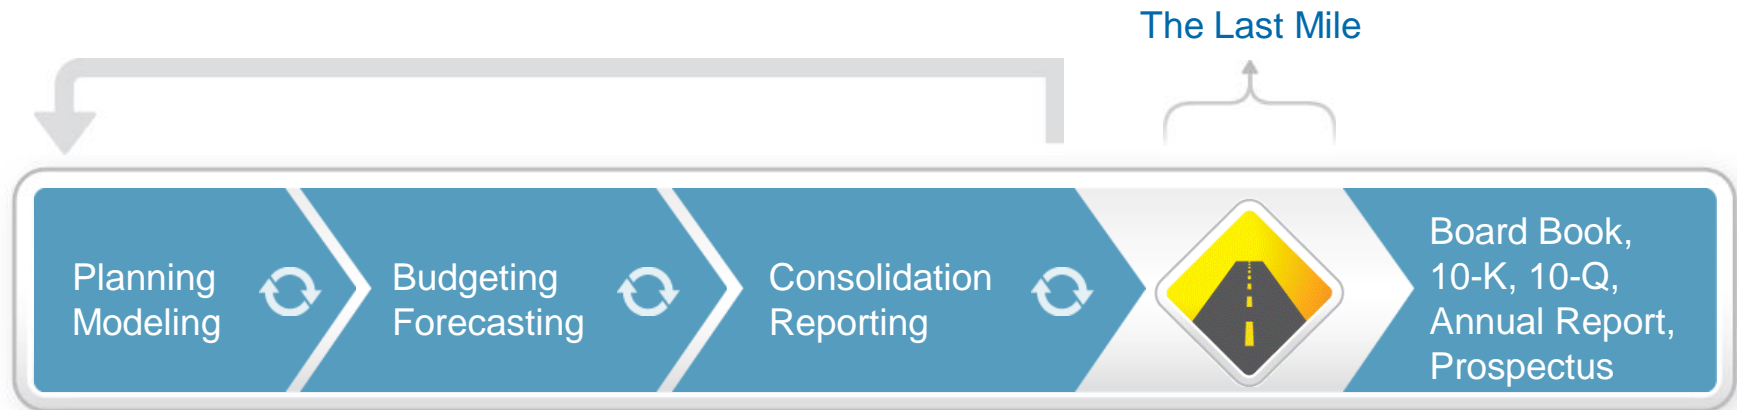 The Last Mile
Planning
Modeling
Budgeting
Forecasting
Consolidation
Reporting
Board Book,
10-K, 10-Q,
Annual Report,
Prospectus